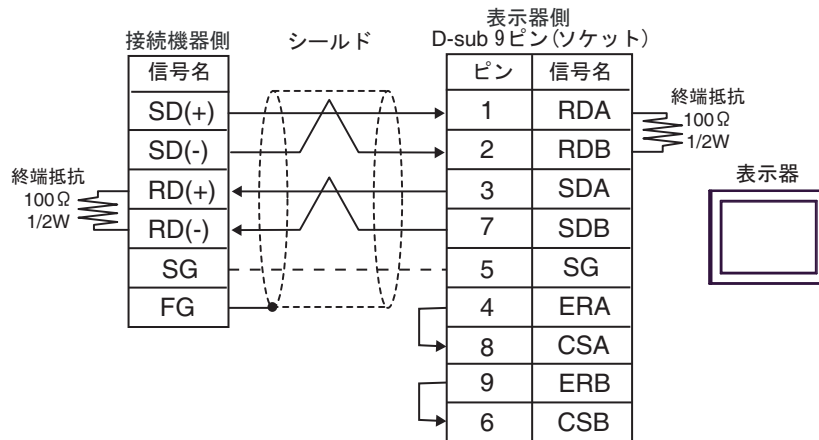 接続機器側
シールド
表示器側
D-sub 9ピン(ソケット)
信号名
SD(+)
SD(-)
RD(+)
RD(-)
SG
FG
終端抵抗
100Ω
1/2W
ピン 信号名
1 RDA
2 RDB
3 SDA
7 SDB
5 SG
4 ERA
8 CSA
9 ERB
6 CSB
終端抵抗
100Ω
1/2W
表示器